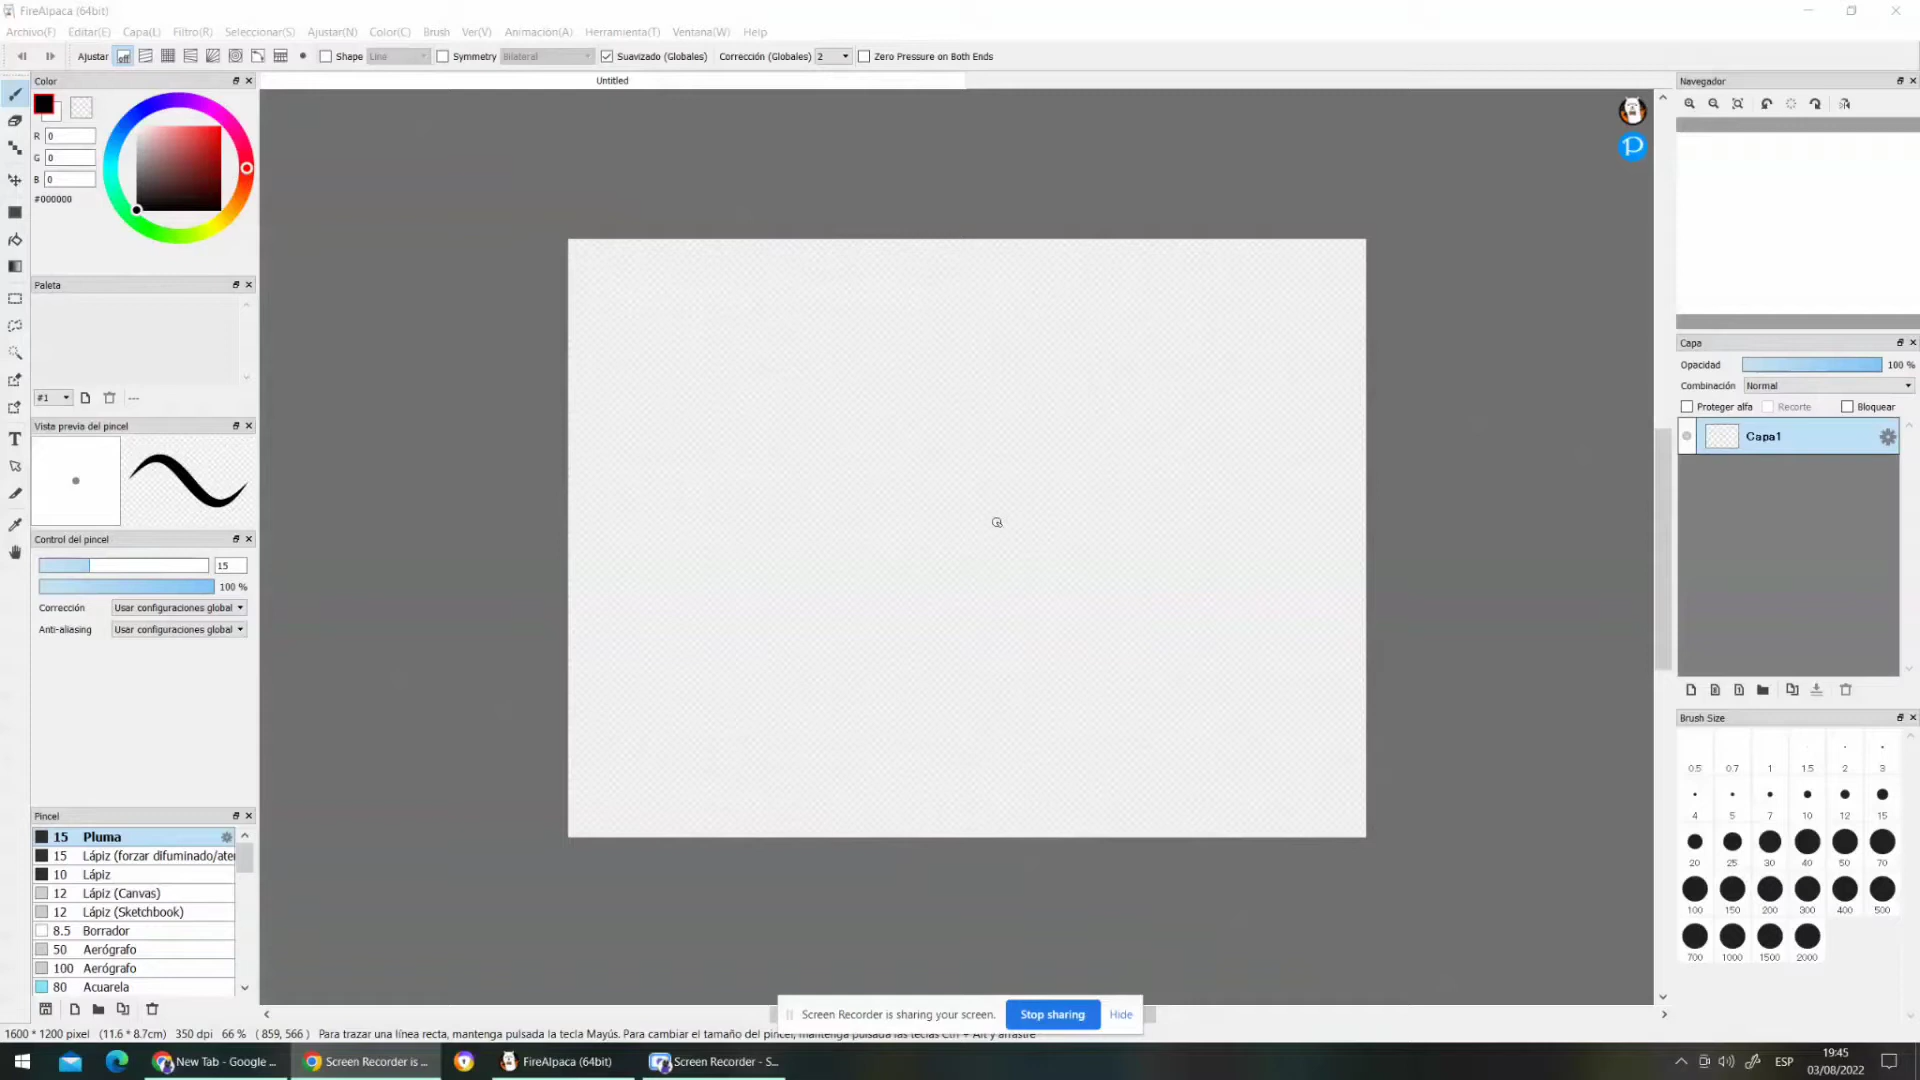 FireAlpaca (64bit)
Archivo(F) Editar(E) Capa(L) Filtro(R) Seleccionar(S) Ajustar(N) Color(C) Brush Ver(V) Animación(A) Herramienta(T) Ventana(W) Help
Ajustar off Shape Line Symmetry Bilateral Suavizado (Globales) Corrección (Globales) 2 Zero Pressure on Both Ends
Color
Untitled
Navegador
R 0
G 0
B 0
#000000
Paleta
#1
---
Vista previa del pincel
Control del pincel
15
100 %
Corrección Usar configuraciones global
Anti-aliasing Usar configuraciones global
Pincel
15 Pluma
15 Lápiz (forzar difuminado/ate
10 Lápiz
12 Lápiz (Canvas)
12 Lápiz (Sketchbook)
8.5 Borrador
50 Aerógrafo
100 Aerógrafo
80 Acuarela
P
Capa
Opacidad 100 %
Combinación Normal
Proteger alfa Recorte Bloquear
Capa1
Brush Size
0.5 0.7 1 1.5 2 3
4 5 7 10 12 15
20 25 30 40 50 70
100 150 200 300 400 500
700 1000 1500 2000
Screen Recorder is sharing your screen. Stop sharing Hide
1600 * 1200 pixel (11.6 * 8.7cm) 350 dpi 66 % ( 859, 566 ) Para trazar una línea recta, mantenga pulsada la tecla Mayús. Para cambiar el tamaño del pincel, mantenga pulsadas las teclas Ctrl + Alt y arrastre
New Tab - Google ... Screen Recorder is ... FireAlpaca (64bit) Screen Recorder - S...
ESP
19:45
03/08/2022